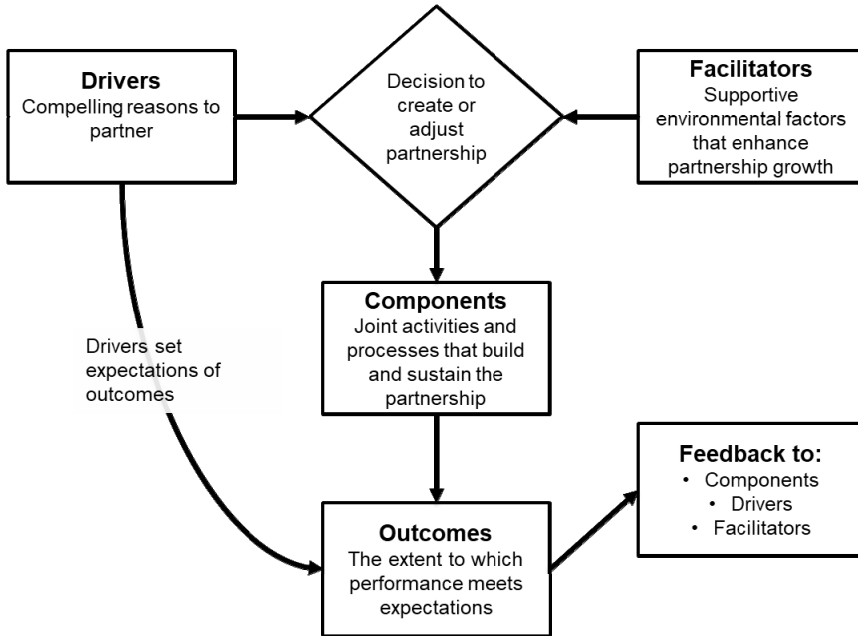 Drivers
Compelling reasons to
partner
Decision to
create or
adjust
partnership
Facilitators
Supportive
environmental factors
that enhance
partnership growth
Components
Joint activities and
processes that build
and sustain the
partnership
Drivers set
expectations of
outcomes
Outcomes
The extent to which
performance meets
expectations
Feedback to:
• Components
• Drivers
• Facilitators